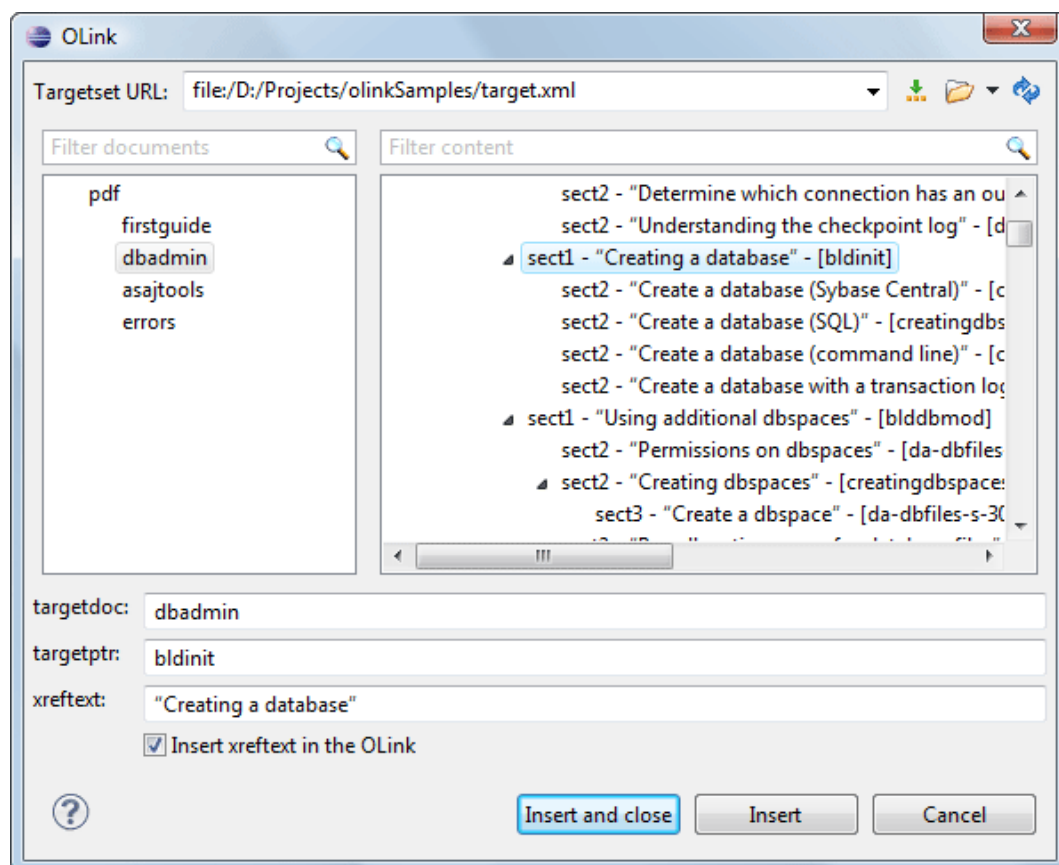 OLink
Targetset URL: file:/D:/Projects/olinkSamples/target.xml
Filter documents
Filter content
pdf
firstguide
dbadmin
asajtools
errors
sect2 - "Determine which connection has an ou
sect2 - "Understanding the checkpoint log" - [d
sect1 - "Creating a database" - [bldinit]
sect2 - "Create a database (Sybase Central)" - [c
sect2 - "Create a database (SQL)" - [creatingdbs
sect2 - "Create a database (command line)" - [c
sect2 - "Create a database with a transaction log
sect1 - "Using additional dbspaces" - [blddbmod]
sect2 - "Permissions on dbspaces" - [da-dbfiles
sect2 - "Creating dbspaces" - [creatingdbspaces
sect3 - "Create a dbspace" - [da-dbfiles-s-30
targetdoc: dbadmin
targetptr: bldinit
xreftext: "Creating a database"
Insert xreftext in the OLink
Insert and close Insert Cancel